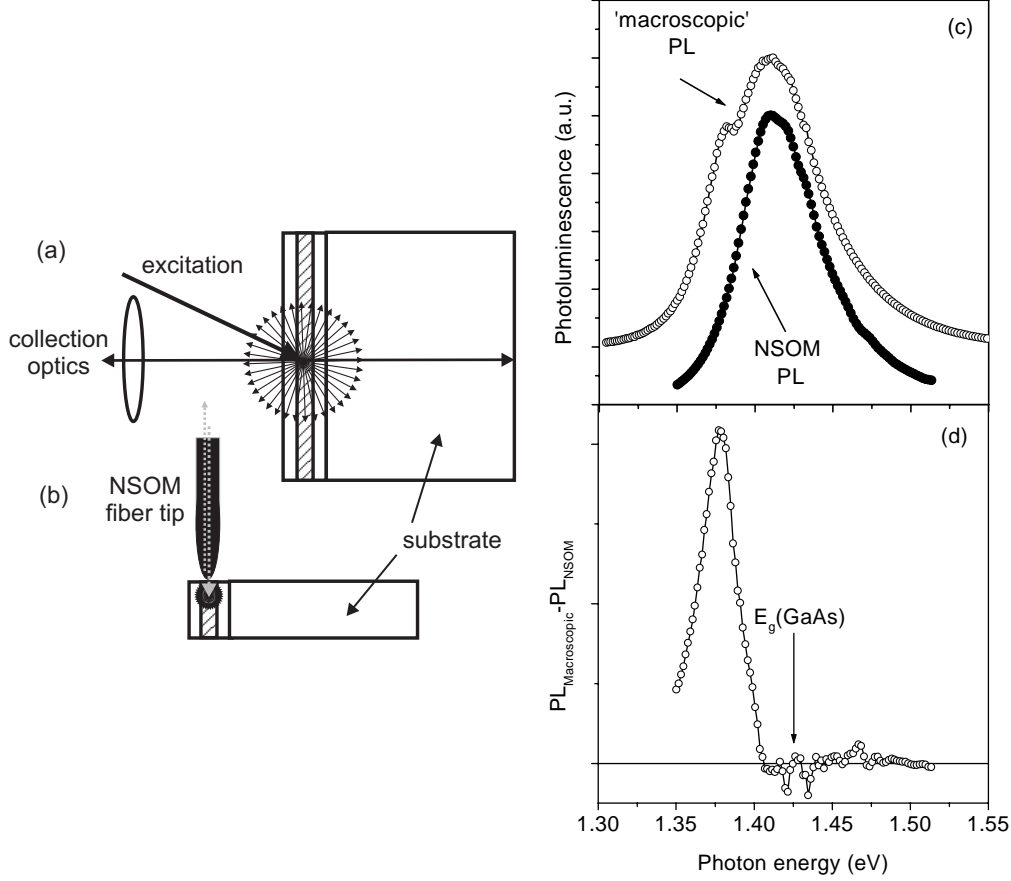 (a)
excitation
collection
optics
(b)
NSOM
fiber tip
substrate
(c)
'macroscopic'
PL
NSOM
PL
Photoluminescence (a.u.)
(d)
E_g(GaAs)
PL_Macroscopic-PL_NSOM
1.30 1.35 1.40 1.45 1.50 1.55
Photon energy (eV)